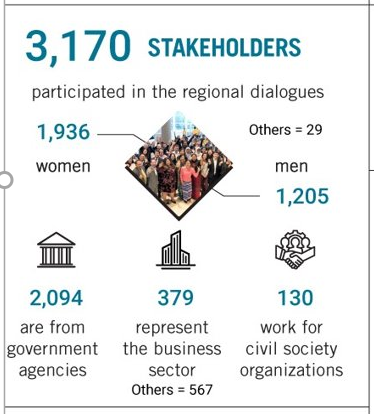 3,170 STAKEHOLDERS
participated in the regional dialogues
1,936
women
Others = 29
men
1,205
2,094
are from
government
agencies
379
represent
the business
sector
Others = 567
130
work for
civil society
organizations